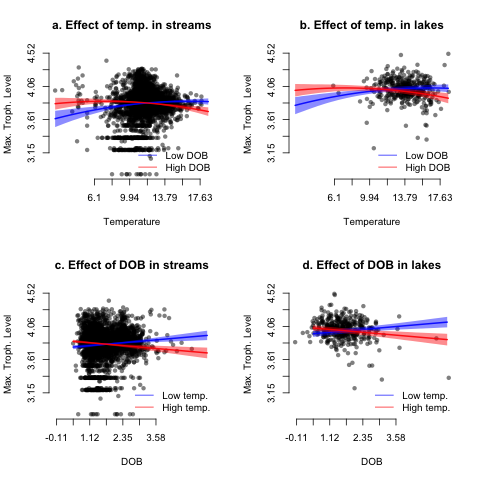 a. Effect of temp. in streams
Max. Troph. Level
4.52
4.06
3.61
3.15
Low DOB
High DOB
6.1 9.94 13.79 17.63
Temperature
b. Effect of temp. in lakes
Max. Troph. Level
4.52
4.06
3.61
3.15
Low DOB
High DOB
6.1 9.94 13.79 17.63
Temperature
c. Effect of DOB in streams
Max. Troph. Level
4.52
4.06
3.61
3.15
Low temp.
High temp.
-0.11 1.12 2.35 3.58
DOB
d. Effect of DOB in lakes
Max. Troph. Level
4.52
4.06
3.61
3.15
Low temp.
High temp.
-0.11 1.12 2.35 3.58
DOB